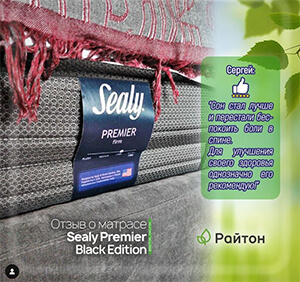 Сергей:
"Сон стал лучше
и перестали бес-
покоить боли в
спине.
Для улучшения
своего здоровья
однозначно его
рекомендую!"
Sealy
PREMIER
firm
Отзыв о матрасе
Sealy Premier
Black Edition
Райтон